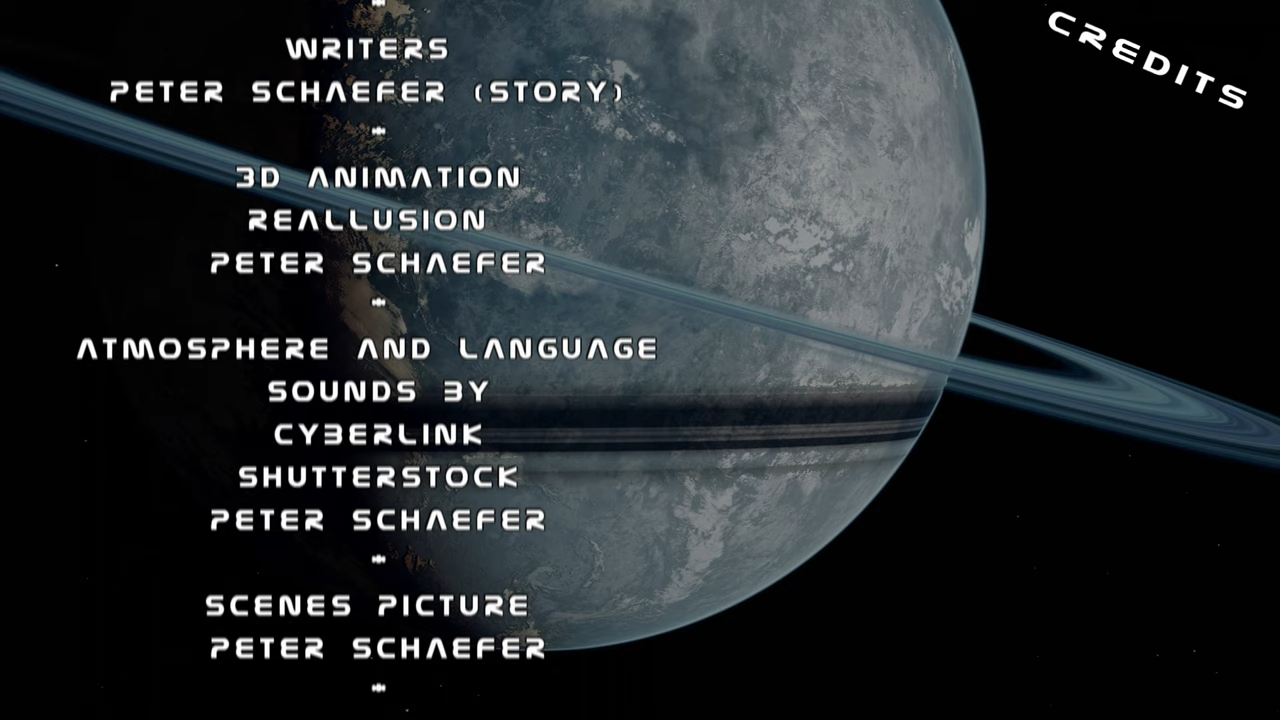 CREDITS
WRITERS
PETER SCHAEFER (STORY)
3D ANIMATION
REALLUSION
PETER SCHAEFER
ATMOSPHERE AND LANGUAGE
SOUNDS BY
CYBERLINK
SHUTTERSTOCK
PETER SCHAEFER
SCENES PICTURE
PETER SCHAEFER